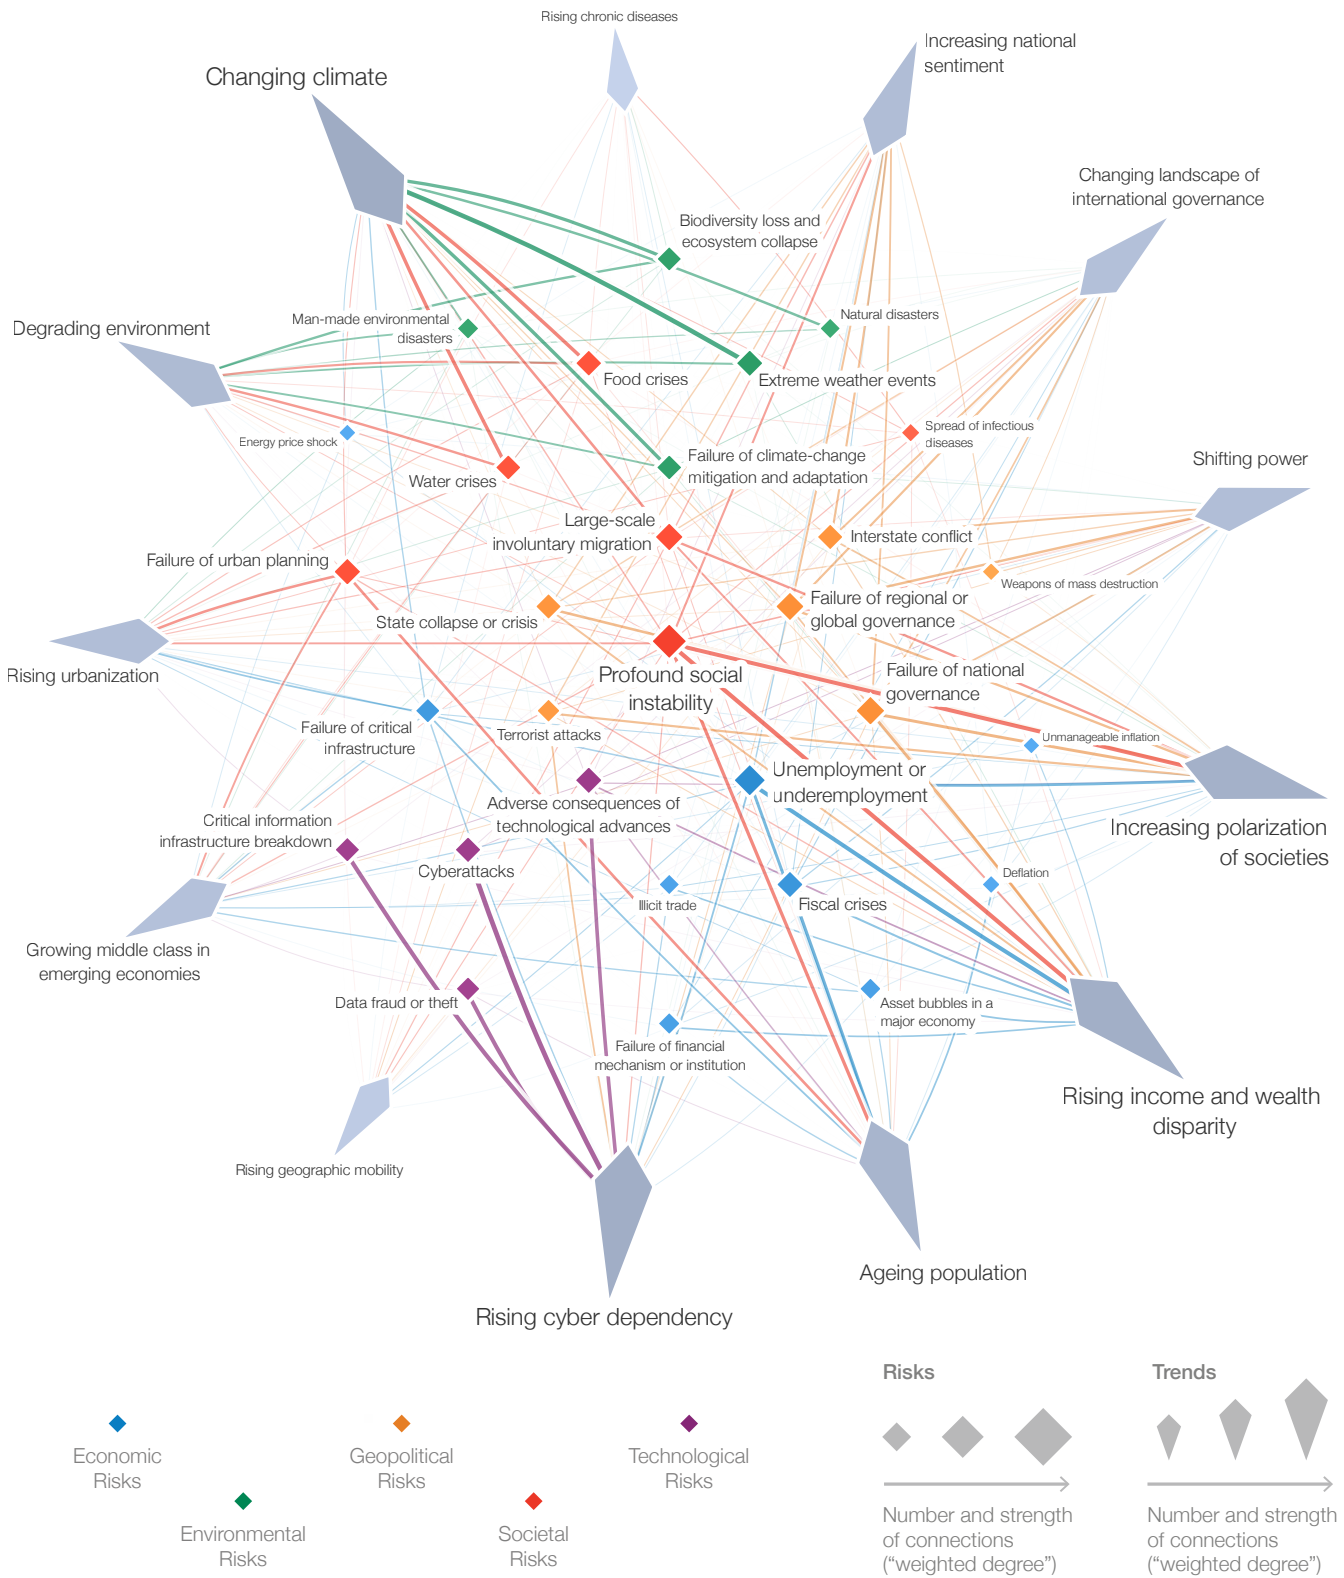 Rising chronic diseases
Increasing national
sentiment
Changing climate
Changing landscape of
international governance
Biodiversity loss and
ecosystem collapse
Degrading environment
Man-made environmental
disasters
Natural disasters
Food crises
Extreme weather events
Energy price shock
Spread of infectious
diseases
Water crises
Failure of climate-change
mitigation and adaptation
Shifting power
Large-scale
involuntary migration
Interstate conflict
Failure of urban planning
Weapons of mass destruction
State collapse or crisis
Failure of regional or
global governance
Rising urbanization
Profound social
instability
Failure of national
governance
Failure of critical
infrastructure
Terrorist attacks
Unmanageable inflation
Unemployment or
underemployment
Adverse consequences of
technological advances
Increasing polarization
of societies
Critical information
infrastructure breakdown
Cyberattacks
Illicit trade
Fiscal crises
Deflation
Growing middle class in
emerging economies
Data fraud or theft
Asset bubbles in a
major economy
Failure of financial
mechanism or institution
Rising income and wealth
disparity
Rising geographic mobility
Ageing population
Rising cyber dependency
Risks
Trends
Economic
Risks
Geopolitical
Risks
Technological
Risks
Environmental
Risks
Societal
Risks
Number and strength
of connections
("weighted degree")
Number and strength
of connections
("weighted degree")